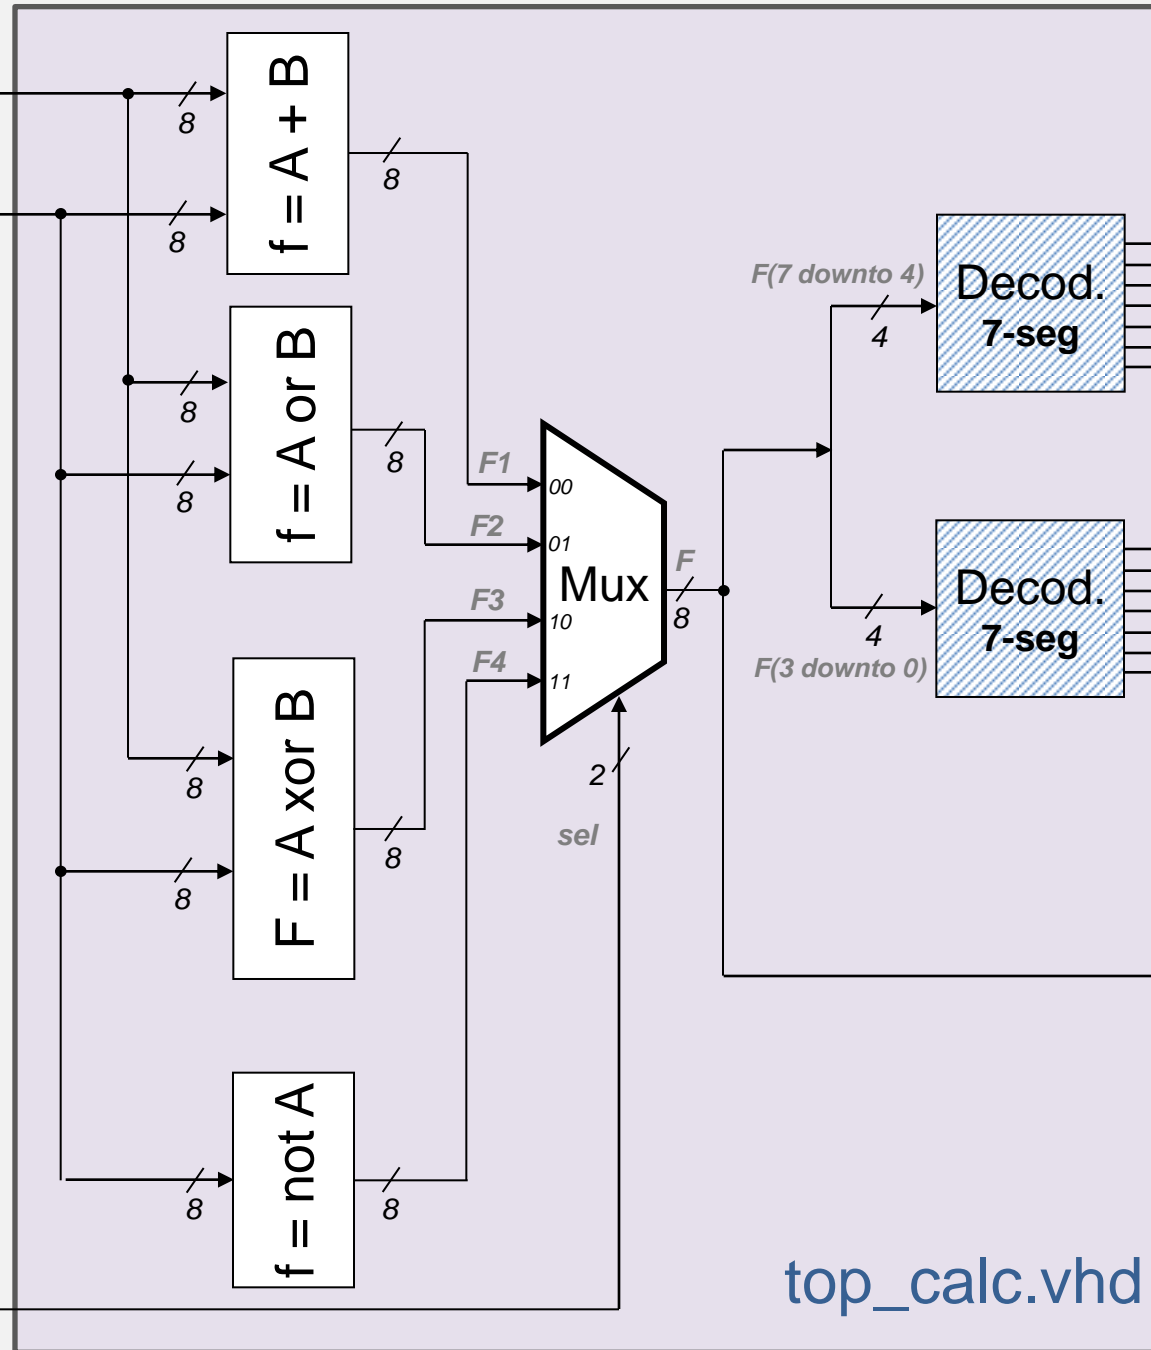 f = A + B
8
8
8
f = A or B
8
8
8
F = A xor B
8
8
8
f = not A
8
8
F1
F2
F3
F4
00
01
10
11
Mux
F
8
2
sel
F(7 downto 4)
4
Decod.
7-seg
4
F(3 downto 0)
Decod.
7-seg
top_calc.vhd